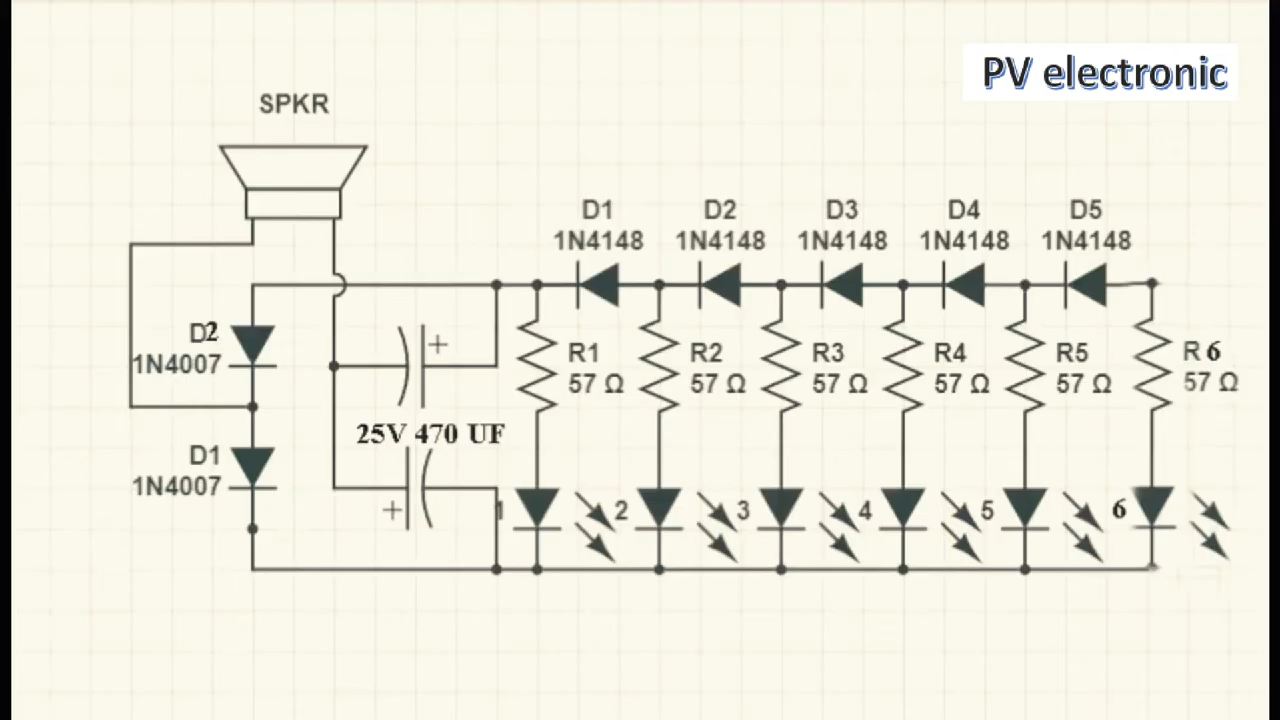 PV electronic
SPKR
D1
1N4148
D2
1N4148
D3
1N4148
D4
1N4148
D5
1N4148
D2
1N4007
+
R1
57 Ω
R2
57 Ω
R3
57 Ω
R4
57 Ω
R5
57 Ω
R 6
57 Ω
25V 470 UF
D1
1N4007
+
1
2
3
4
5
6